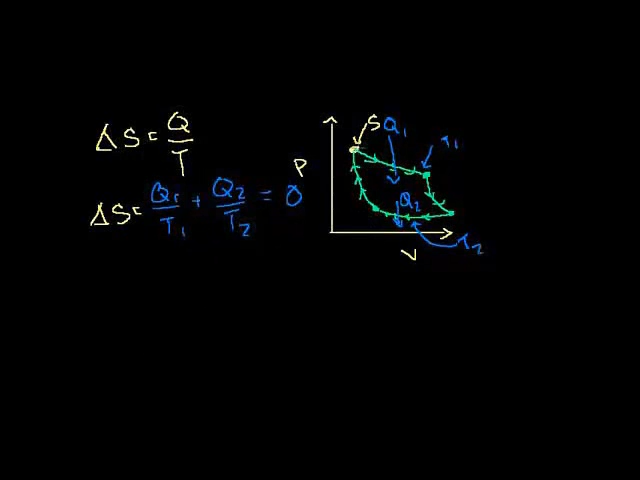 ΔS = Q/T
ΔS = Q₁/T₁ + Q₂/T₂ = 0
P
S
Q₁
T₁
Q₂
T₂
V